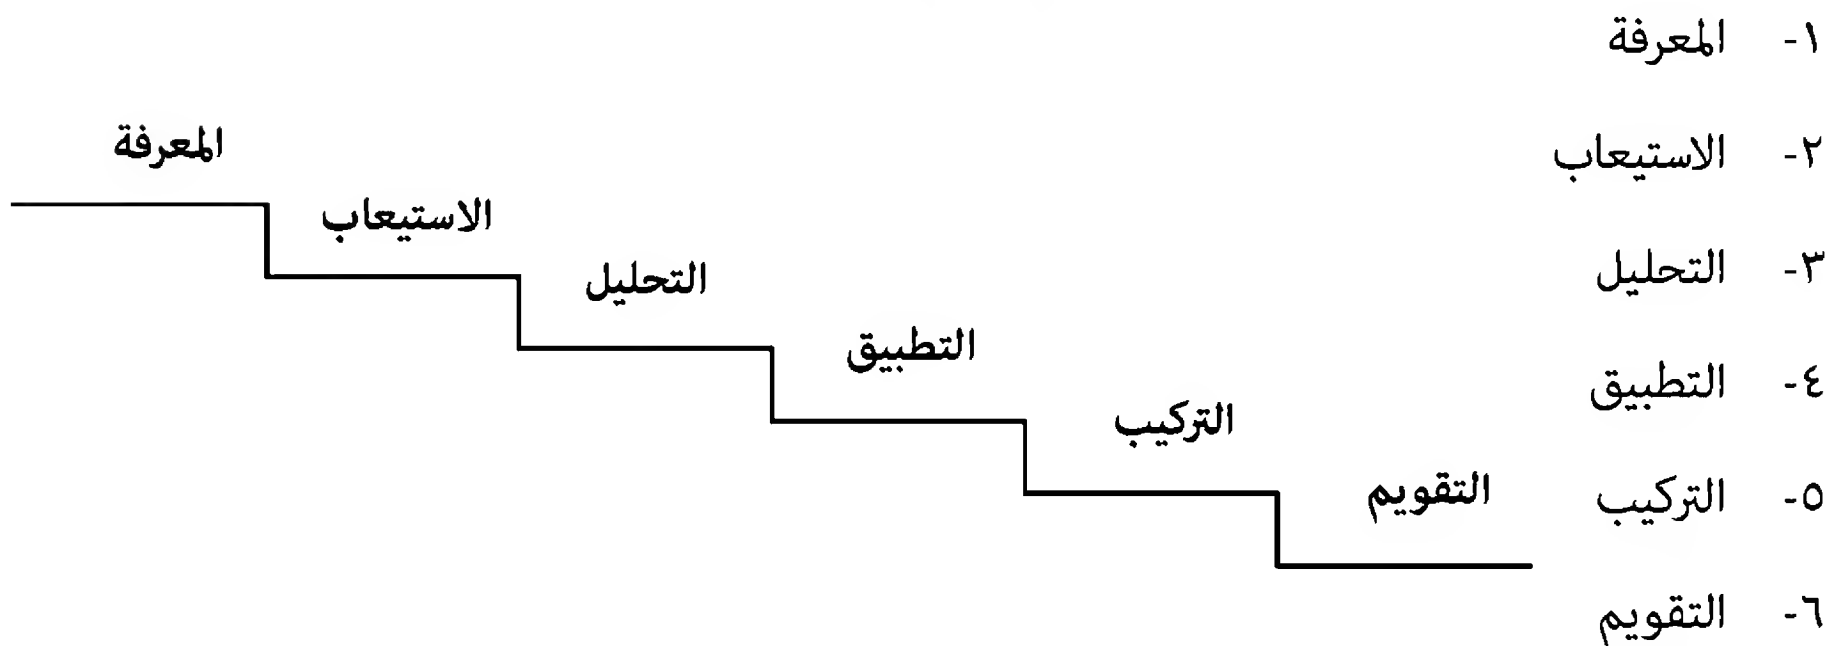 ١- المعرفة
٢- الاستيعاب
٣- التحليل
٤- التطبيق
٥- التركيب
٦- التقويم
المعرفة
الاستيعاب
التحليل
التطبيق
التركيب
التقويم